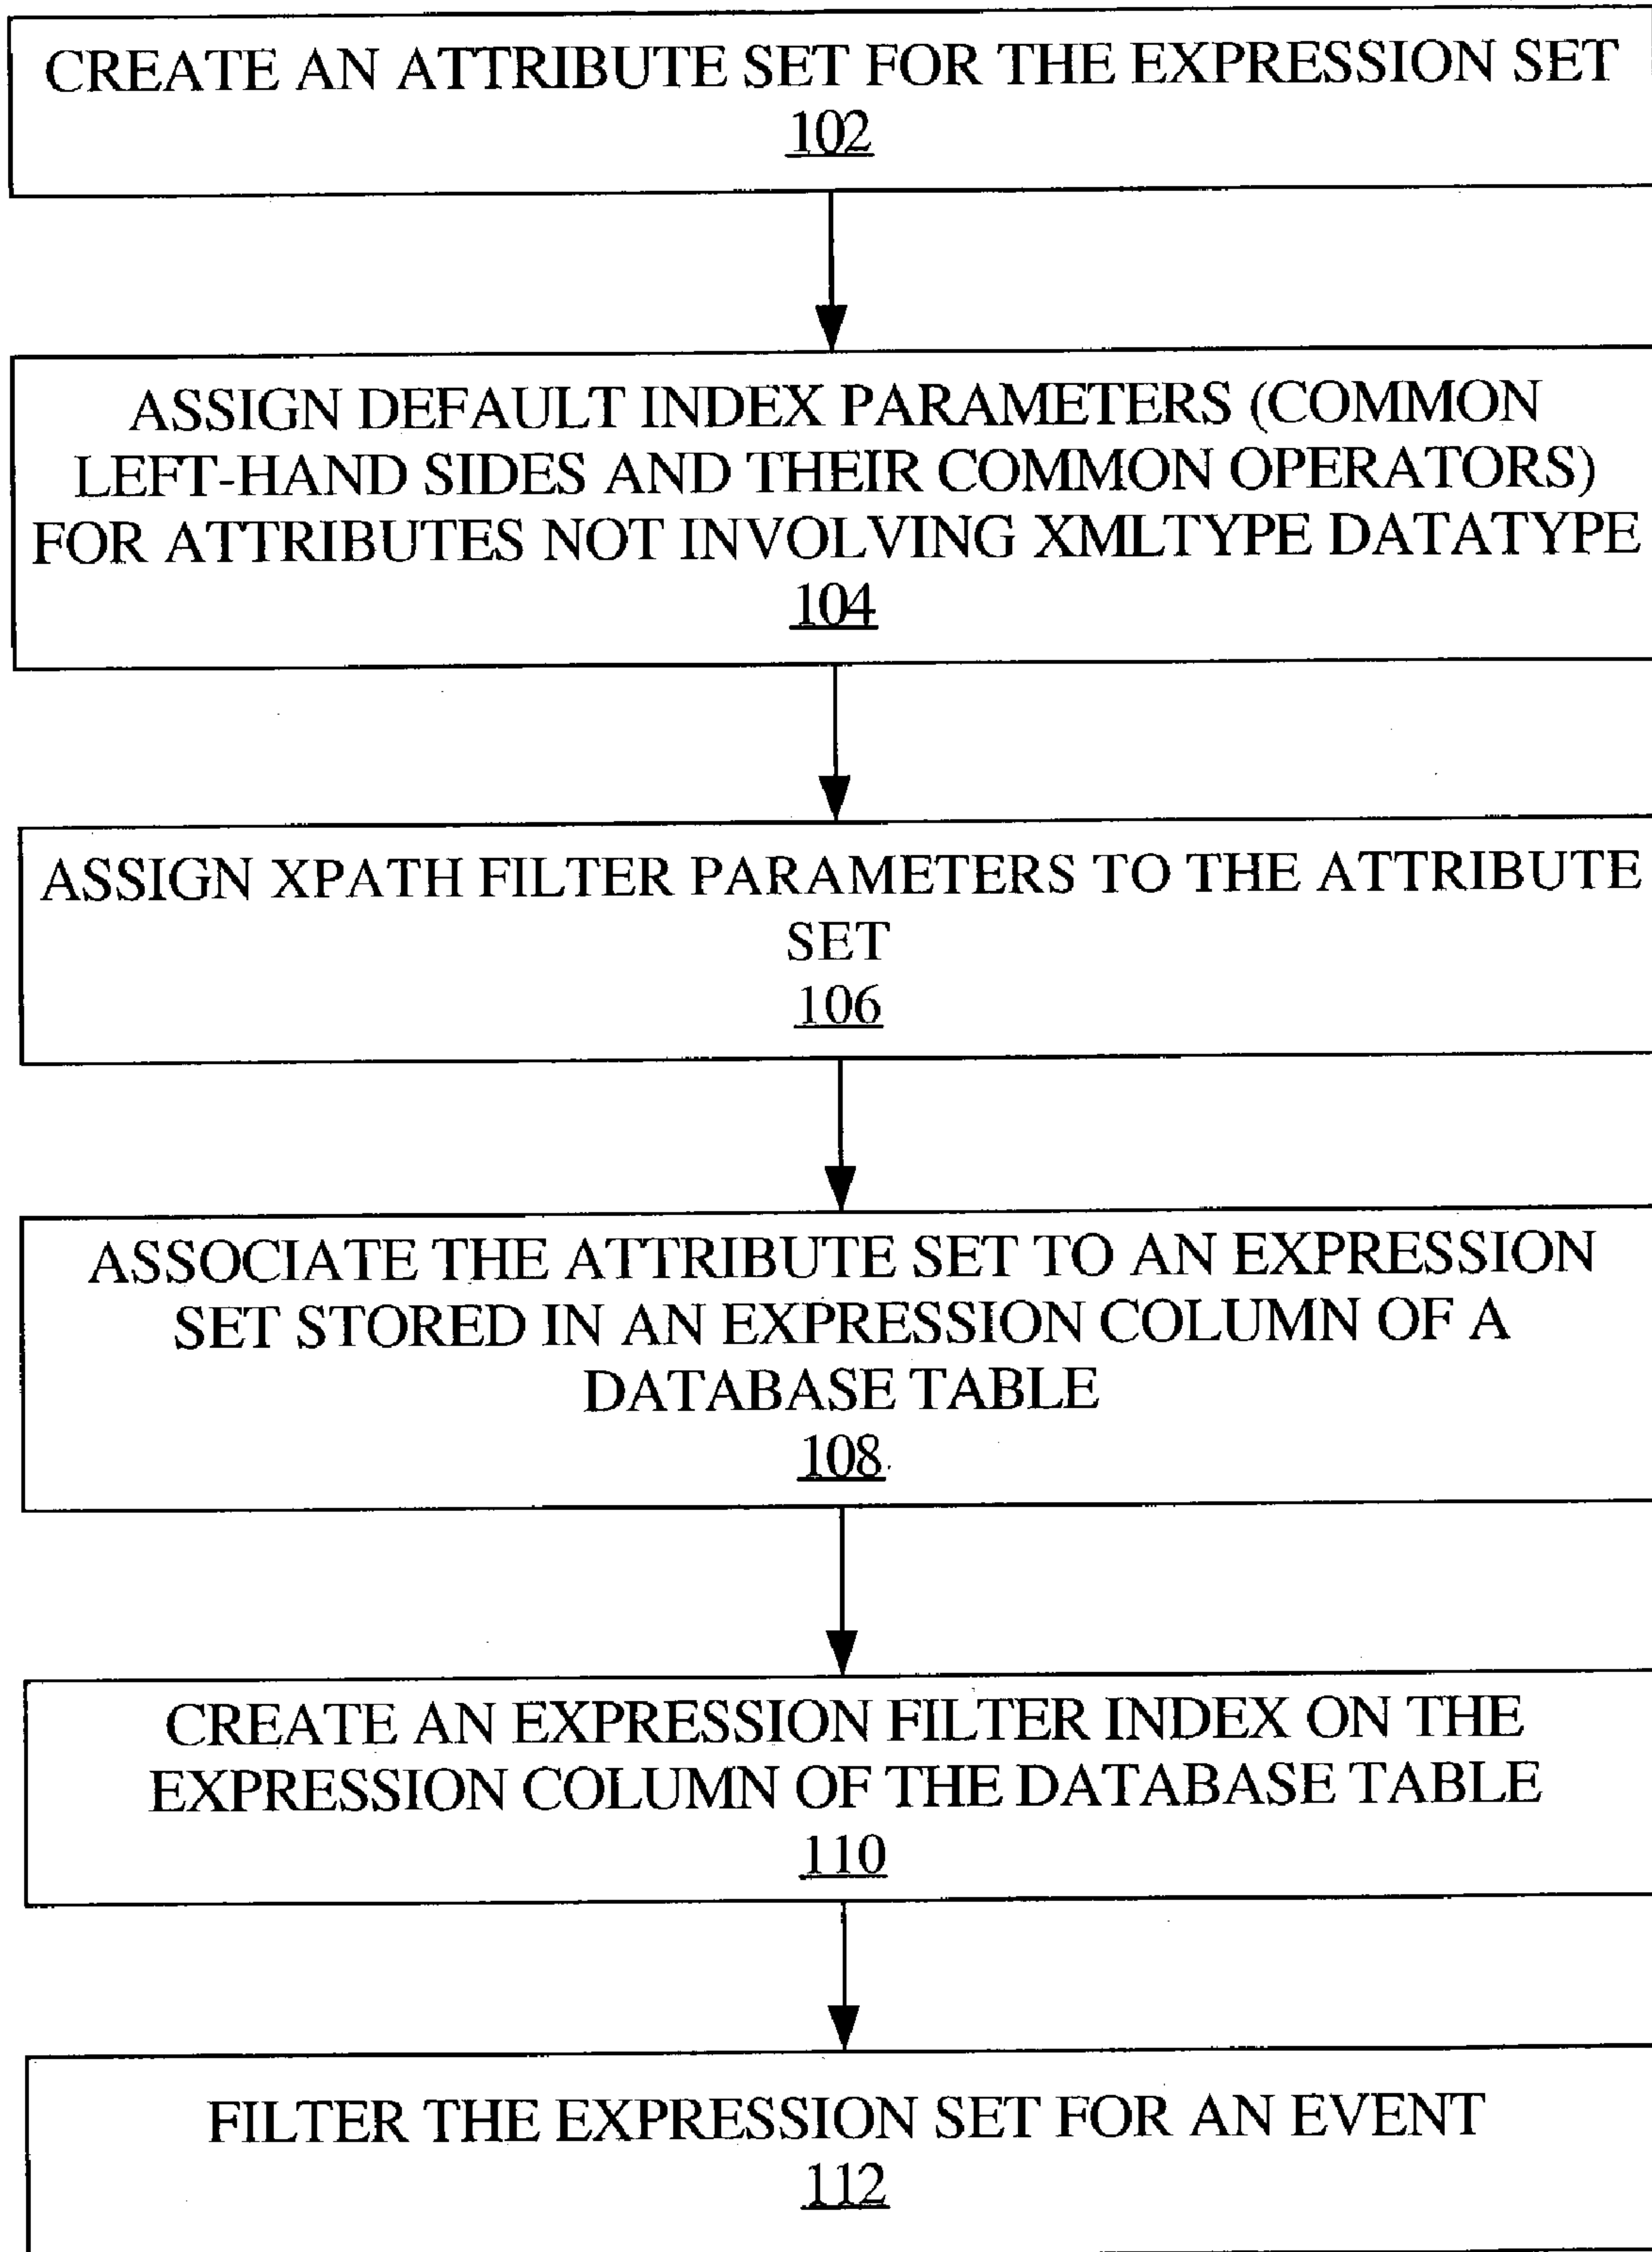 CREATE AN ATTRIBUTE SET FOR THE EXPRESSION SET
102
ASSIGN DEFAULT INDEX PARAMETERS (COMMON
LEFT-HAND SIDES AND THEIR COMMON OPERATORS)
FOR ATTRIBUTES NOT INVOLVING XMLTYPE DATATYPE
104
ASSIGN XPATH FILTER PARAMETERS TO THE ATTRIBUTE
SET
106
ASSOCIATE THE ATTRIBUTE SET TO AN EXPRESSION
SET STORED IN AN EXPRESSION COLUMN OF A
DATABASE TABLE
108
CREATE AN EXPRESSION FILTER INDEX ON THE
EXPRESSION COLUMN OF THE DATABASE TABLE
110
FILTER THE EXPRESSION SET FOR AN EVENT
112